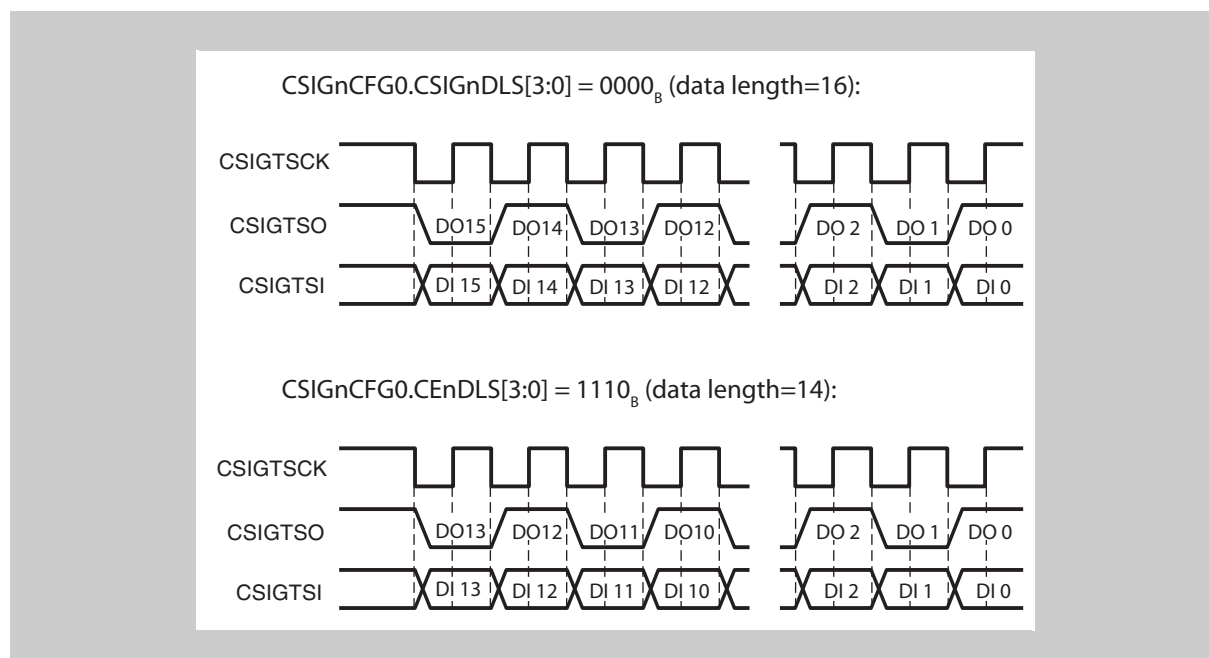 CSIGnCFG0.CSIGnDLS[3:0] = 0000B (data length=16):
CSIGTSCK
CSIGTSO DO15 DO14 DO13 DO12 DO 2 DO 1 DO 0
CSIGTSI DI 15 DI 14 DI 13 DI 12 DI 2 DI 1 DI 0
CSIGnCFG0.CEnDLS[3:0] = 1110B (data length=14):
CSIGTSCK
CSIGTSO DO13 DO12 DO11 DO10 DO 2 DO 1 DO 0
CSIGTSI DI 13 DI 12 DI 11 DI 10 DI 2 DI 1 DI 0